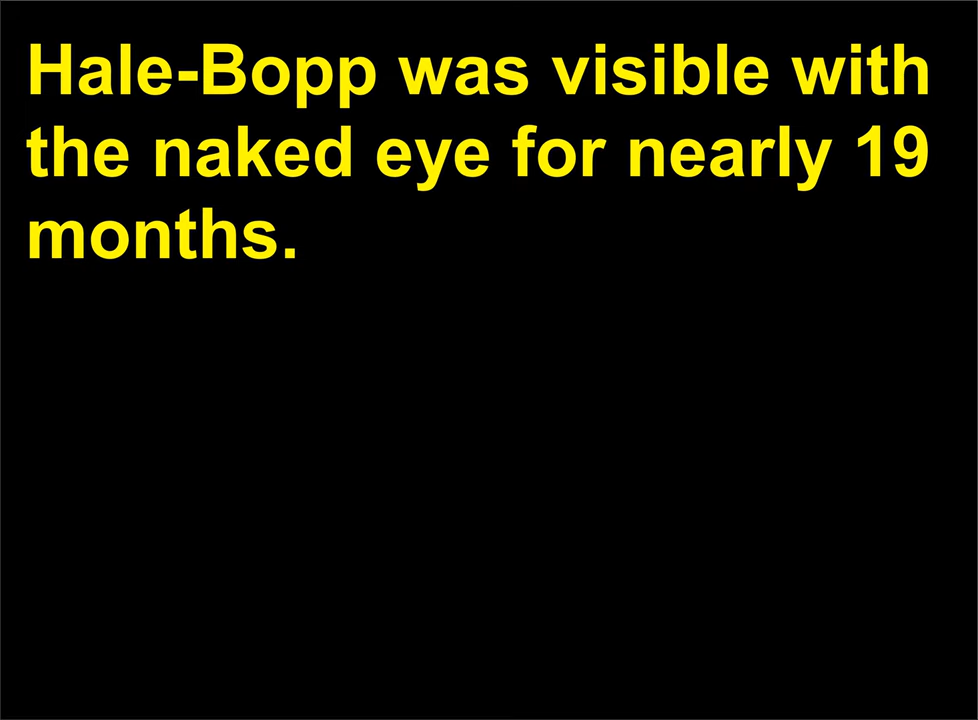 Hale-Bopp was visible with
the naked eye for nearly 19
months.